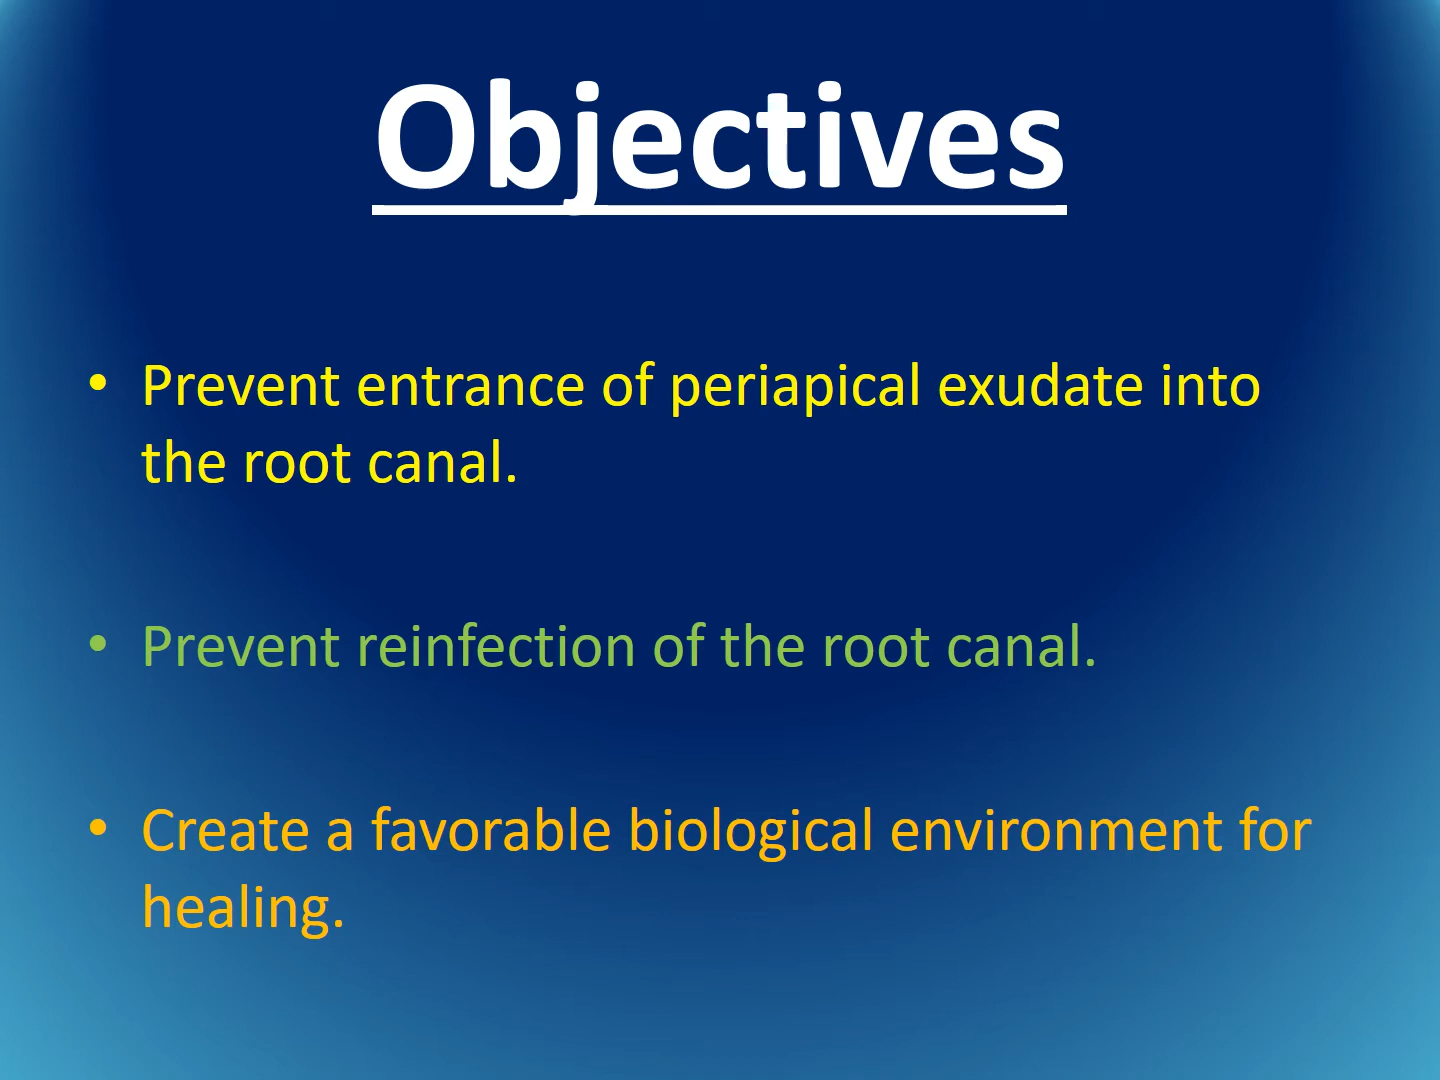 Objectives
• Prevent entrance of periapical exudate into
the root canal.
• Prevent reinfection of the root canal.
• Create a favorable biological environment for
healing.